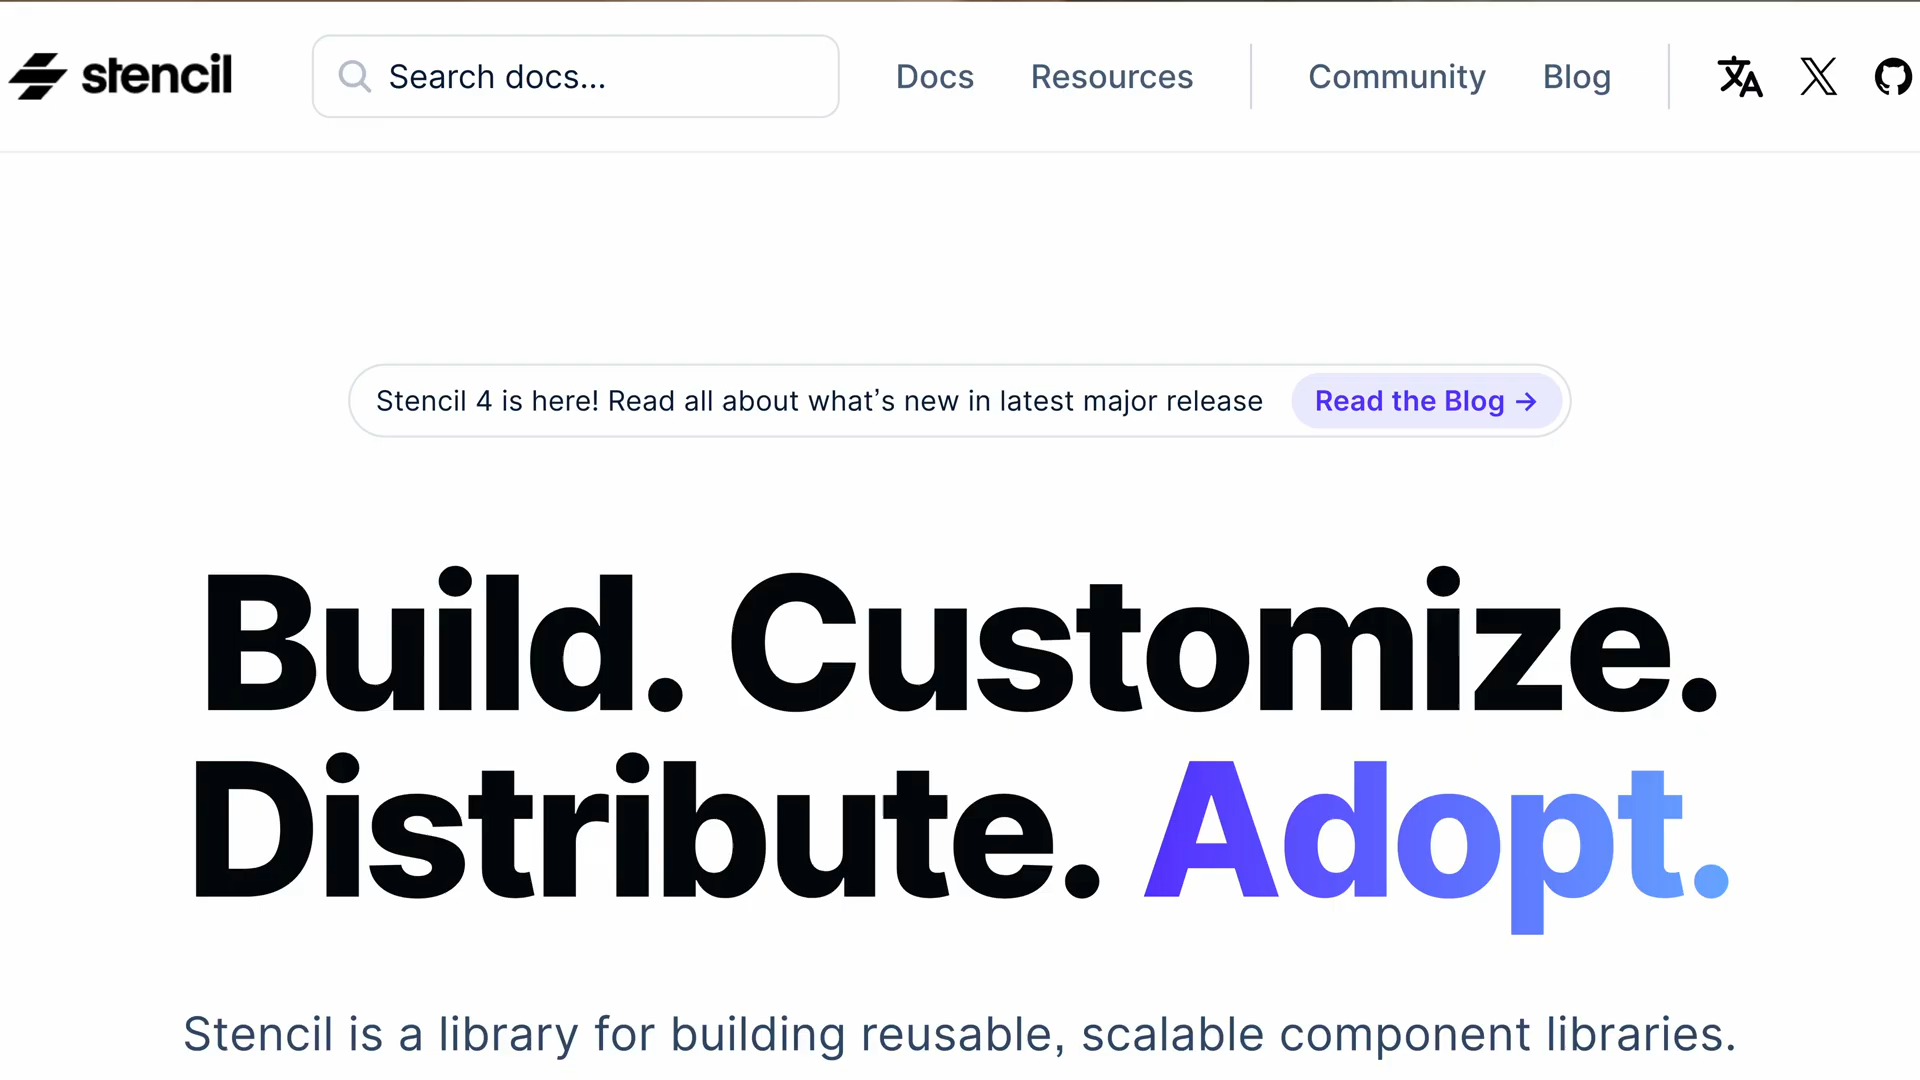 stencil
Search docs...
Docs
Resources
Community
Blog
Stencil 4 is here! Read all about what’s new in latest major release
Read the Blog →
Build. Customize.
Distribute. Adopt.
Stencil is a library for building reusable, scalable component libraries.